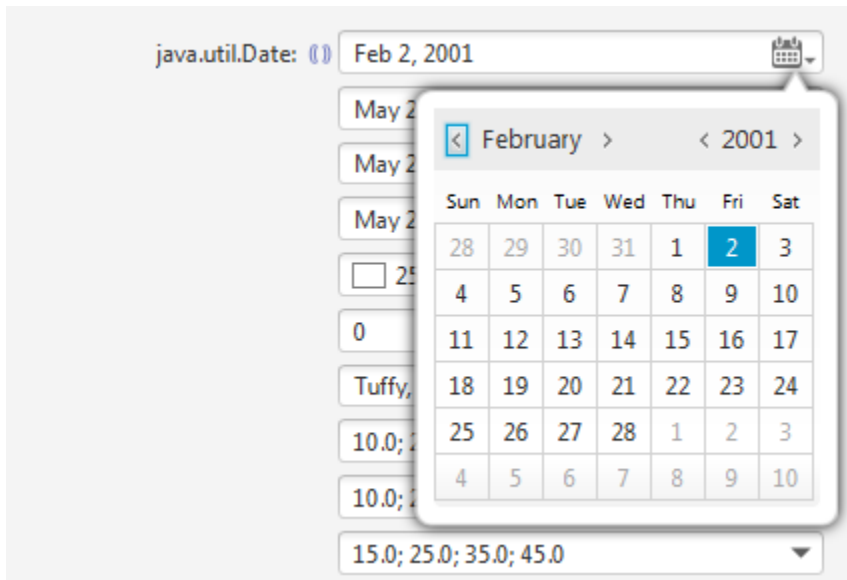 java.util.Date: Feb 2, 2001
May 2
May 2
May 2
0
Tuffy,
10.0;
10.0;
15.0; 25.0; 35.0; 45.0
< February > < 2001 >
Sun Mon Tue Wed Thu Fri Sat
28 29 30 31 1 2 3
4 5 6 7 8 9 10
11 12 13 14 15 16 17
18 19 20 21 22 23 24
25 26 27 28 1 2 3
4 5 6 7 8 9 10